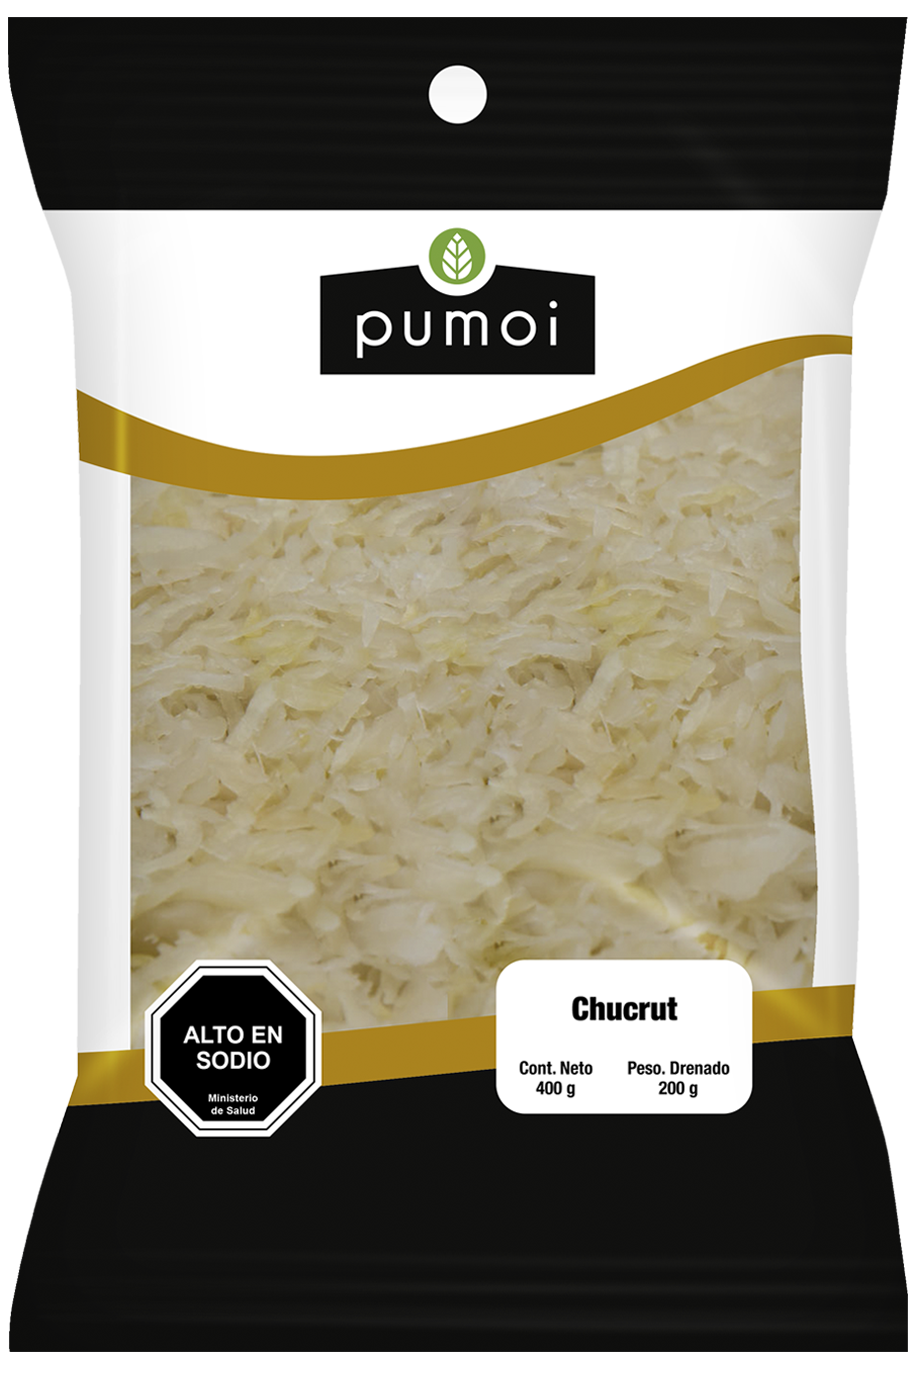 pumoi
ALTO EN
SODIO
Ministerio
de Salud
Chucrut
Cont. Neto
400 g
Peso. Drenado
200 g